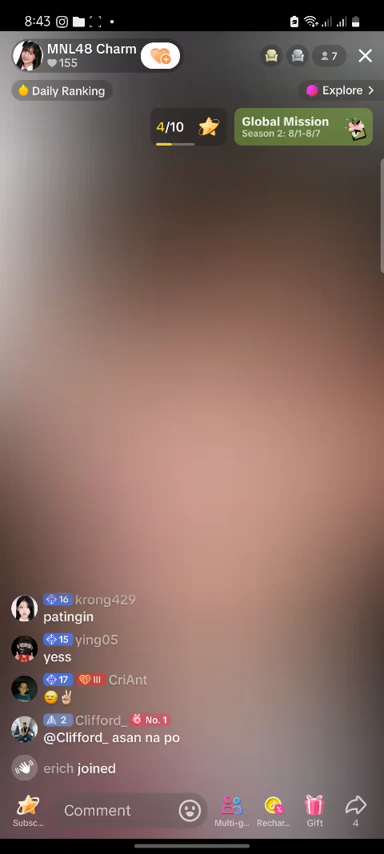 8:43
MNL48 Charm
155
7
Daily Ranking
Explore >
4/10
Global Mission
Season 2: 8/1-8/7
16 krong429
patingin
15 ying05
yess
17 III CriAnt
😑✌🏼
2 Clifford_ No. 1
@Clifford_ asan na po
erich joined
Subsc...
Comment
Multi-g...
Rechar...
Gift
4